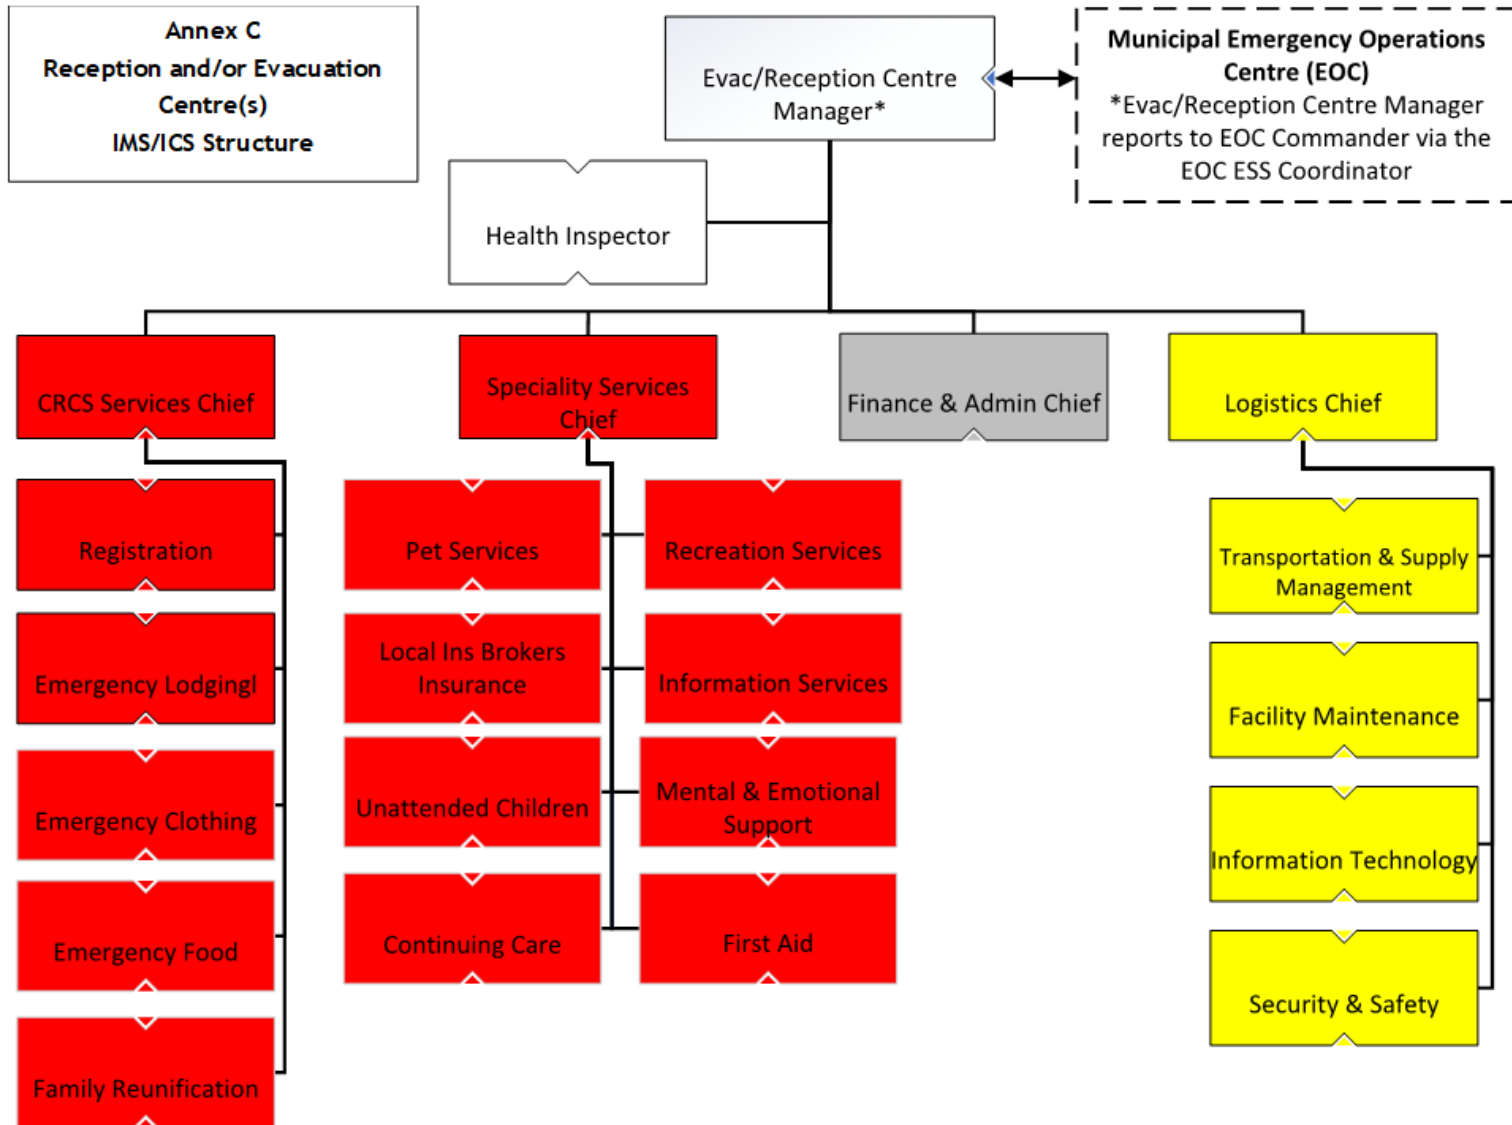 Annex C
Reception and/or Evacuation
Centre(s)
IMS/ICS Structure
Evac/Reception Centre
Manager*
Municipal Emergency Operations
Centre (EOC)
*Evac/Reception Centre Manager
reports to EOC Commander via the
EOC ESS Coordinator
Health Inspector
CRCS Services Chief
Speciality Services
Chief
Finance & Admin Chief
Logistics Chief
Registration
Emergency Lodgingl
Emergency Clothing
Emergency Food
Family Reunification
Pet Services
Recreation Services
Local Ins Brokers
Insurance
Information Services
Unattended Children
Mental & Emotional
Support
Continuing Care
First Aid
Transportation & Supply
Management
Facility Maintenance
Information Technology
Security & Safety